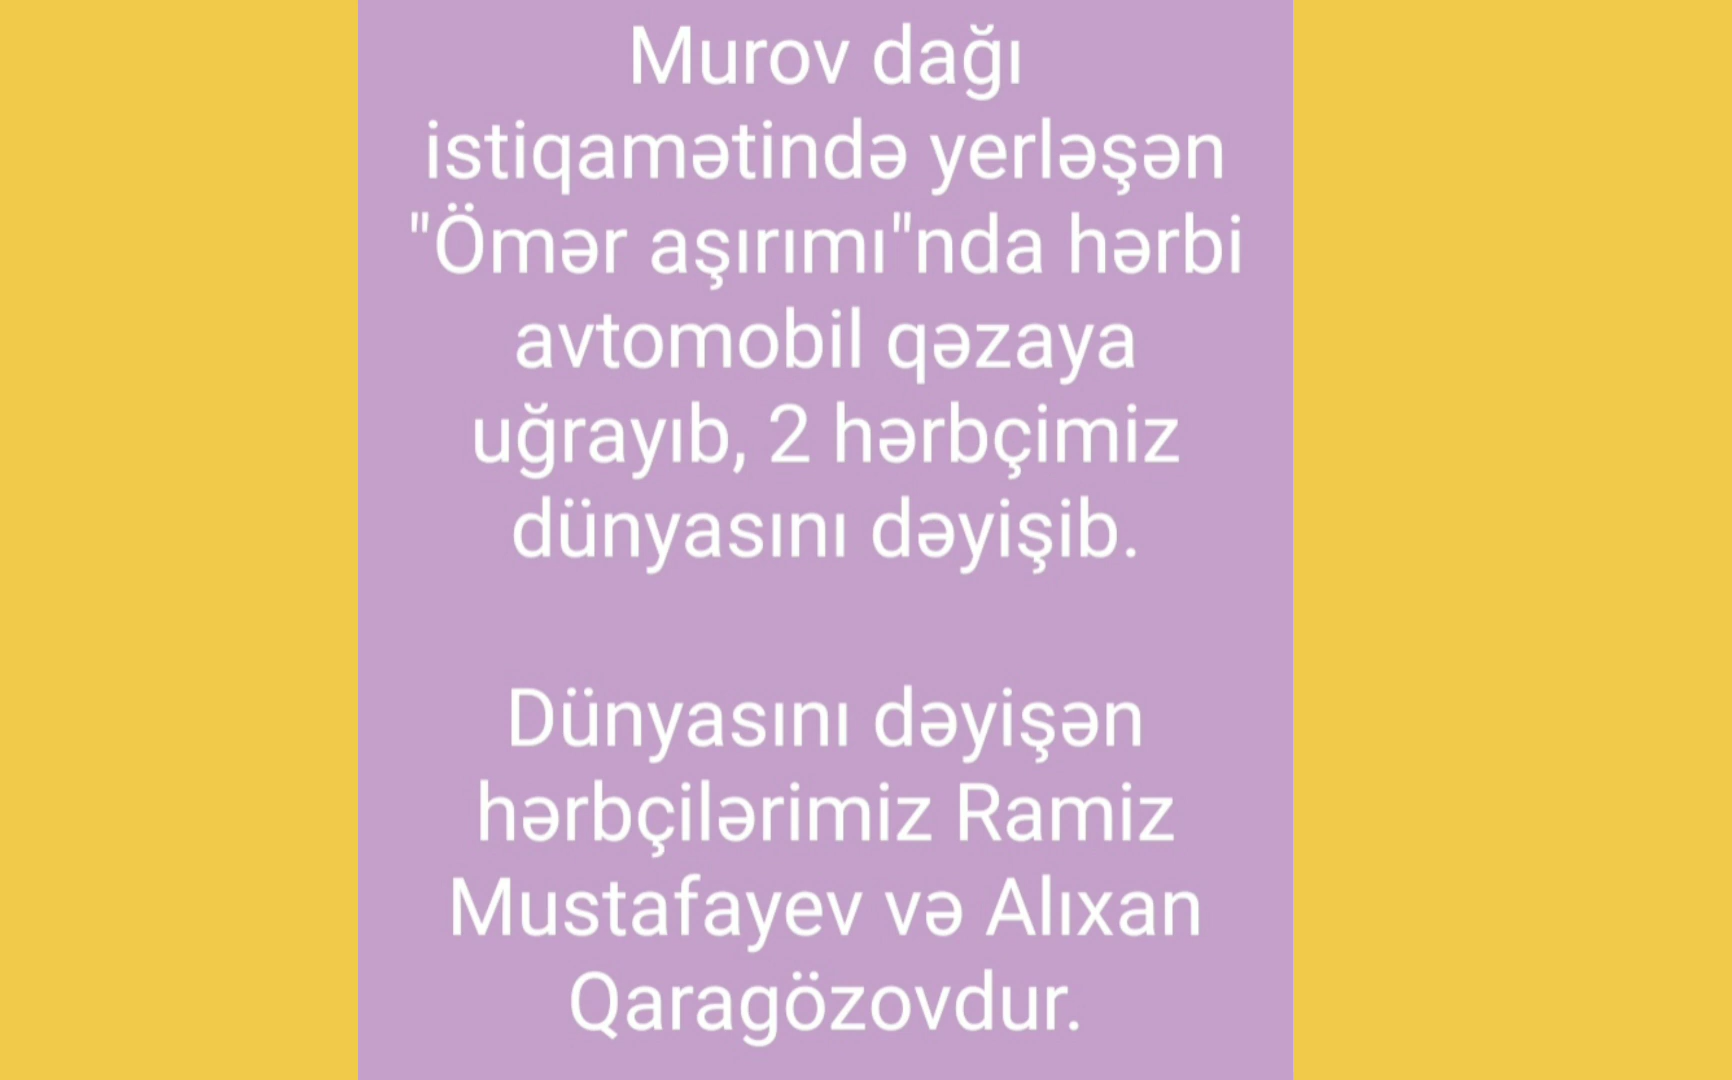 Murov dağı
istiqamətində yerləşən
"Ömər aşırımı"nda hərbi
avtomobil qəzaya
uğrayıb, 2 hərbçimiz
dünyasını dəyişib.
Dünyasını dəyişən
hərbçilərimiz Ramiz
Mustafayev və Alıxan
Qaragözovdur.